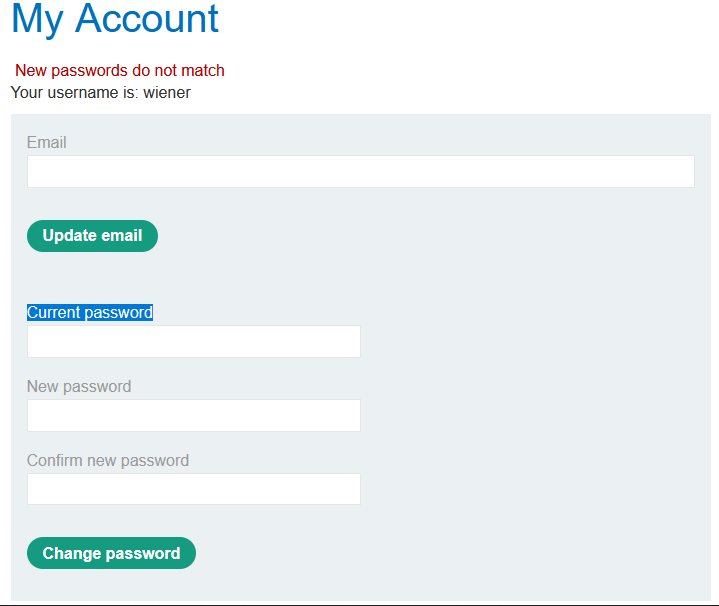 My Account
New passwords do not match
Your username is: wiener
Email
Update email
Current password
New password
Confirm new password
Change password